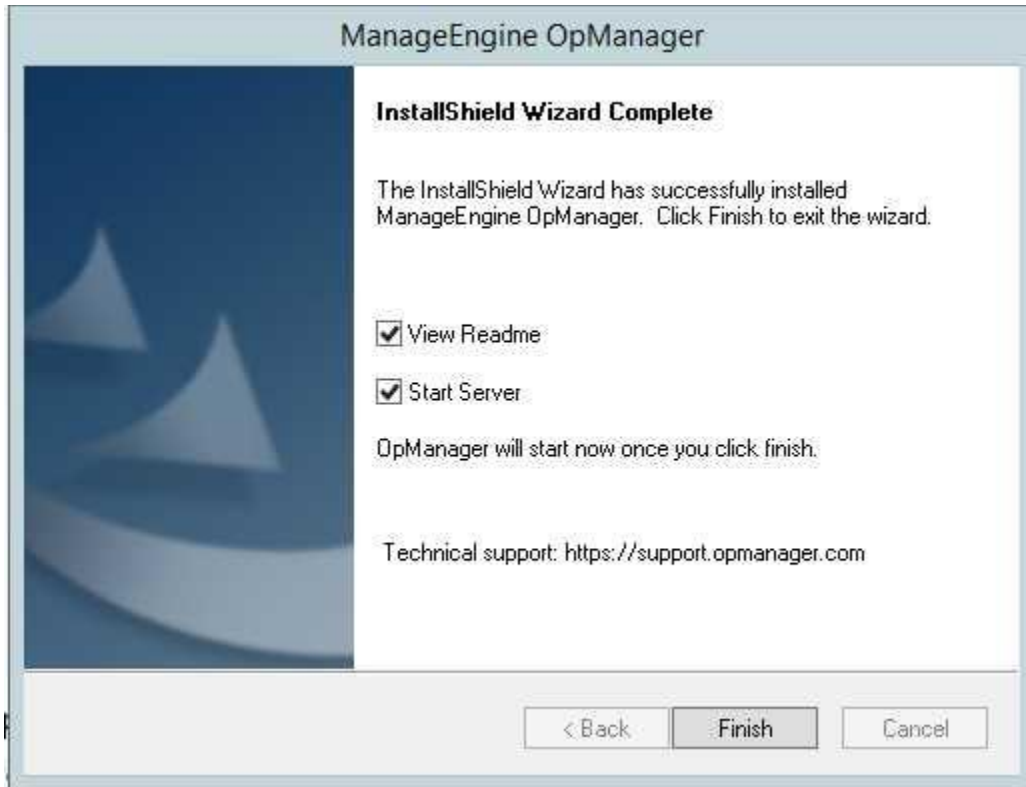 ManageEngine OpManager
InstallShield Wizard Complete
The InstallShield Wizard has successfully installed
ManageEngine OpManager. Click Finish to exit the wizard.
View Readme
Start Server
OpManager will start now once you click finish.
Technical support: https://support.opmanager.com
< Back
Finish
Cancel